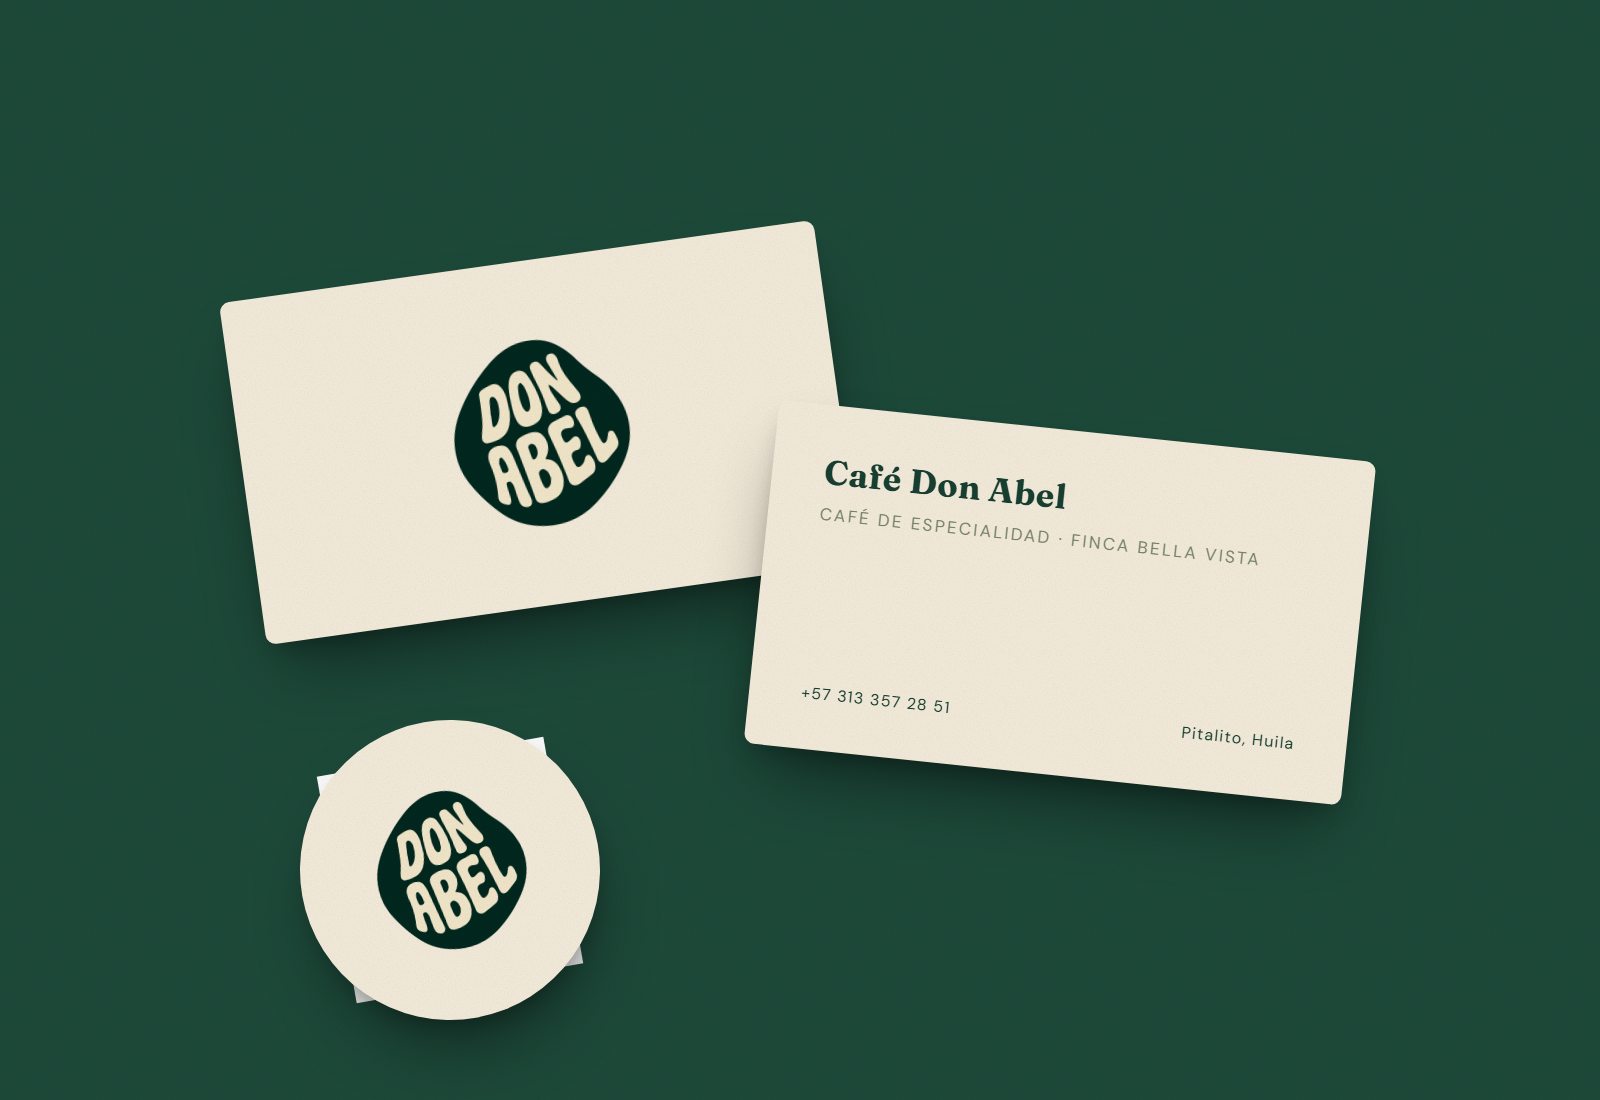 DON
ABEL
Café Don Abel
CAFÉ DE ESPECIALIDAD · FINCA BELLA VISTA
+57 313 357 28 51
Pitalito, Huila
DON
ABEL